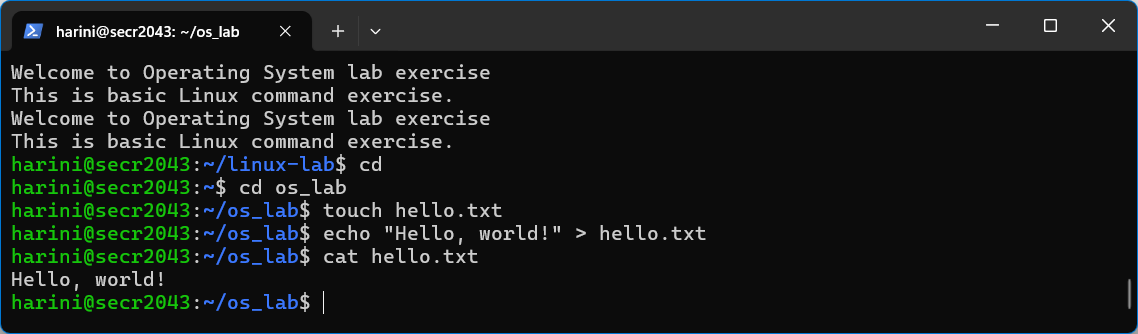 harini@secr2043: ~/os_lab
Welcome to Operating System lab exercise
This is basic Linux command exercise.
Welcome to Operating System lab exercise
This is basic Linux command exercise.
harini@secr2043:~/linux-lab$ cd
harini@secr2043:~$ cd os_lab
harini@secr2043:~/os_lab$ touch hello.txt
harini@secr2043:~/os_lab$ echo "Hello, world!" > hello.txt
harini@secr2043:~/os_lab$ cat hello.txt
Hello, world!
harini@secr2043:~/os_lab$